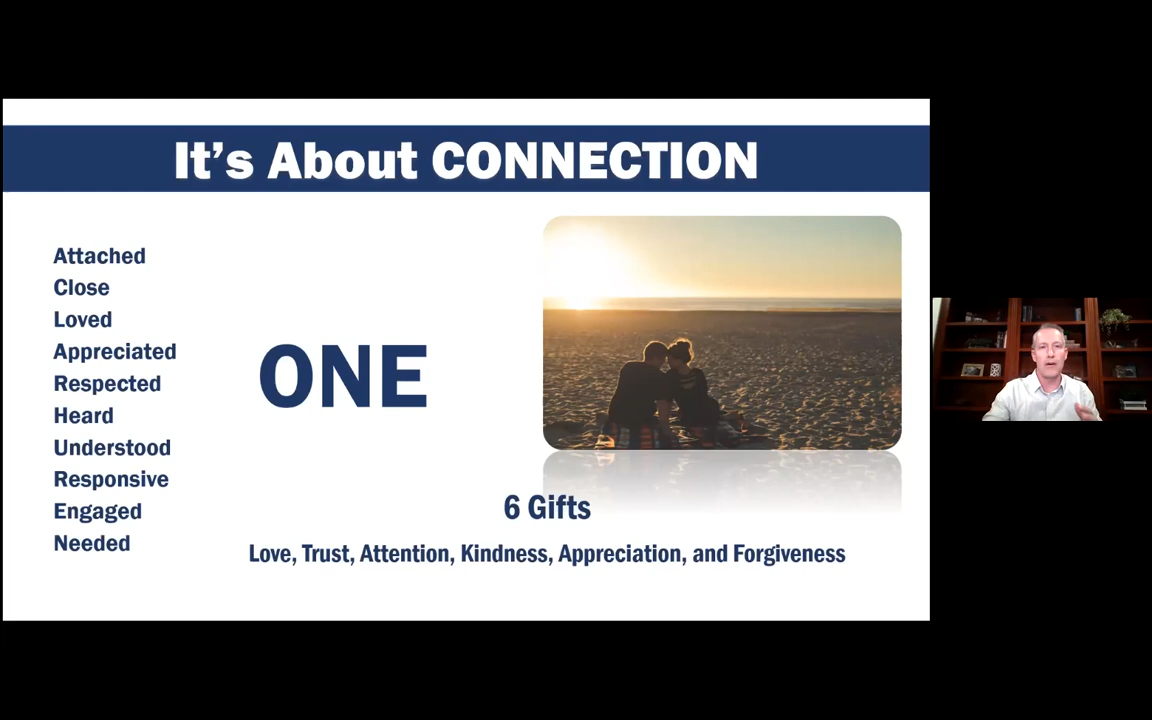 It's About CONNECTION
Attached
Close
Loved
Appreciated
Respected
Heard
Understood
Responsive
Engaged
Needed
ONE
6 Gifts
Love, Trust, Attention, Kindness, Appreciation, and Forgiveness